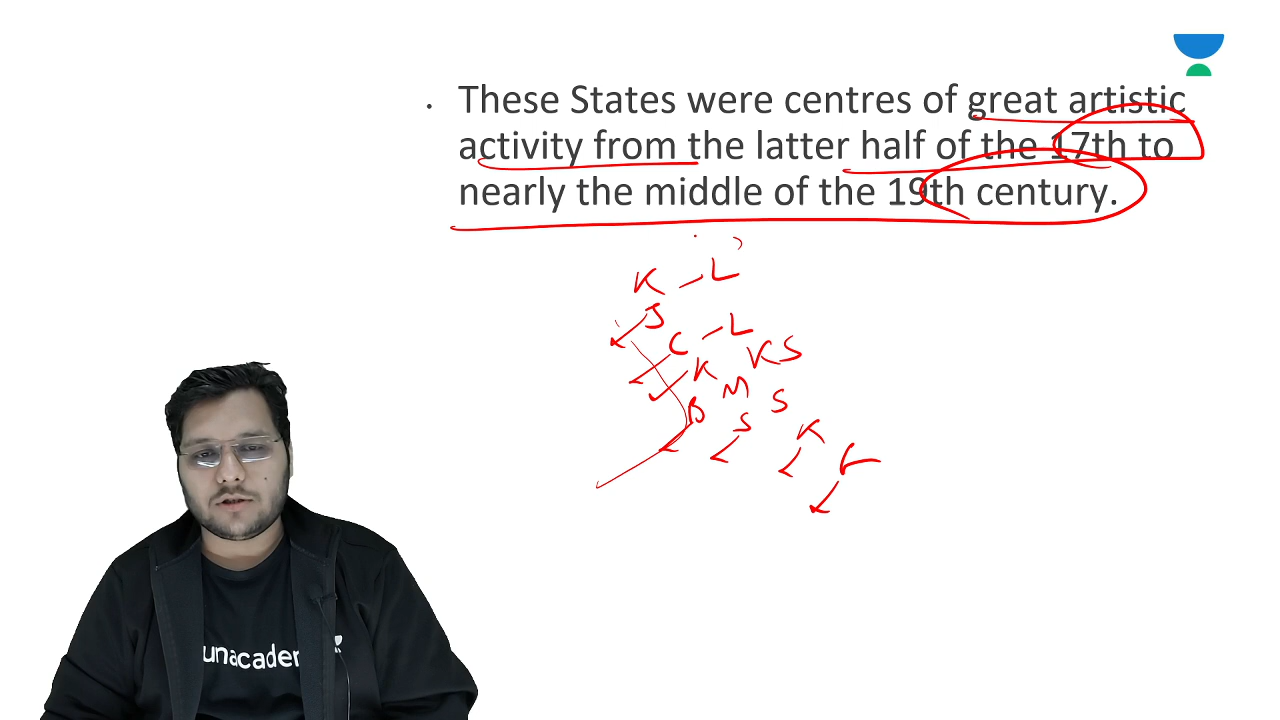 These States were centres of great artistic
activity from the latter half of the 17th to
nearly the middle of the 19th century.
K - L
S
C - L
K KS
M
B S S
K
unacadem